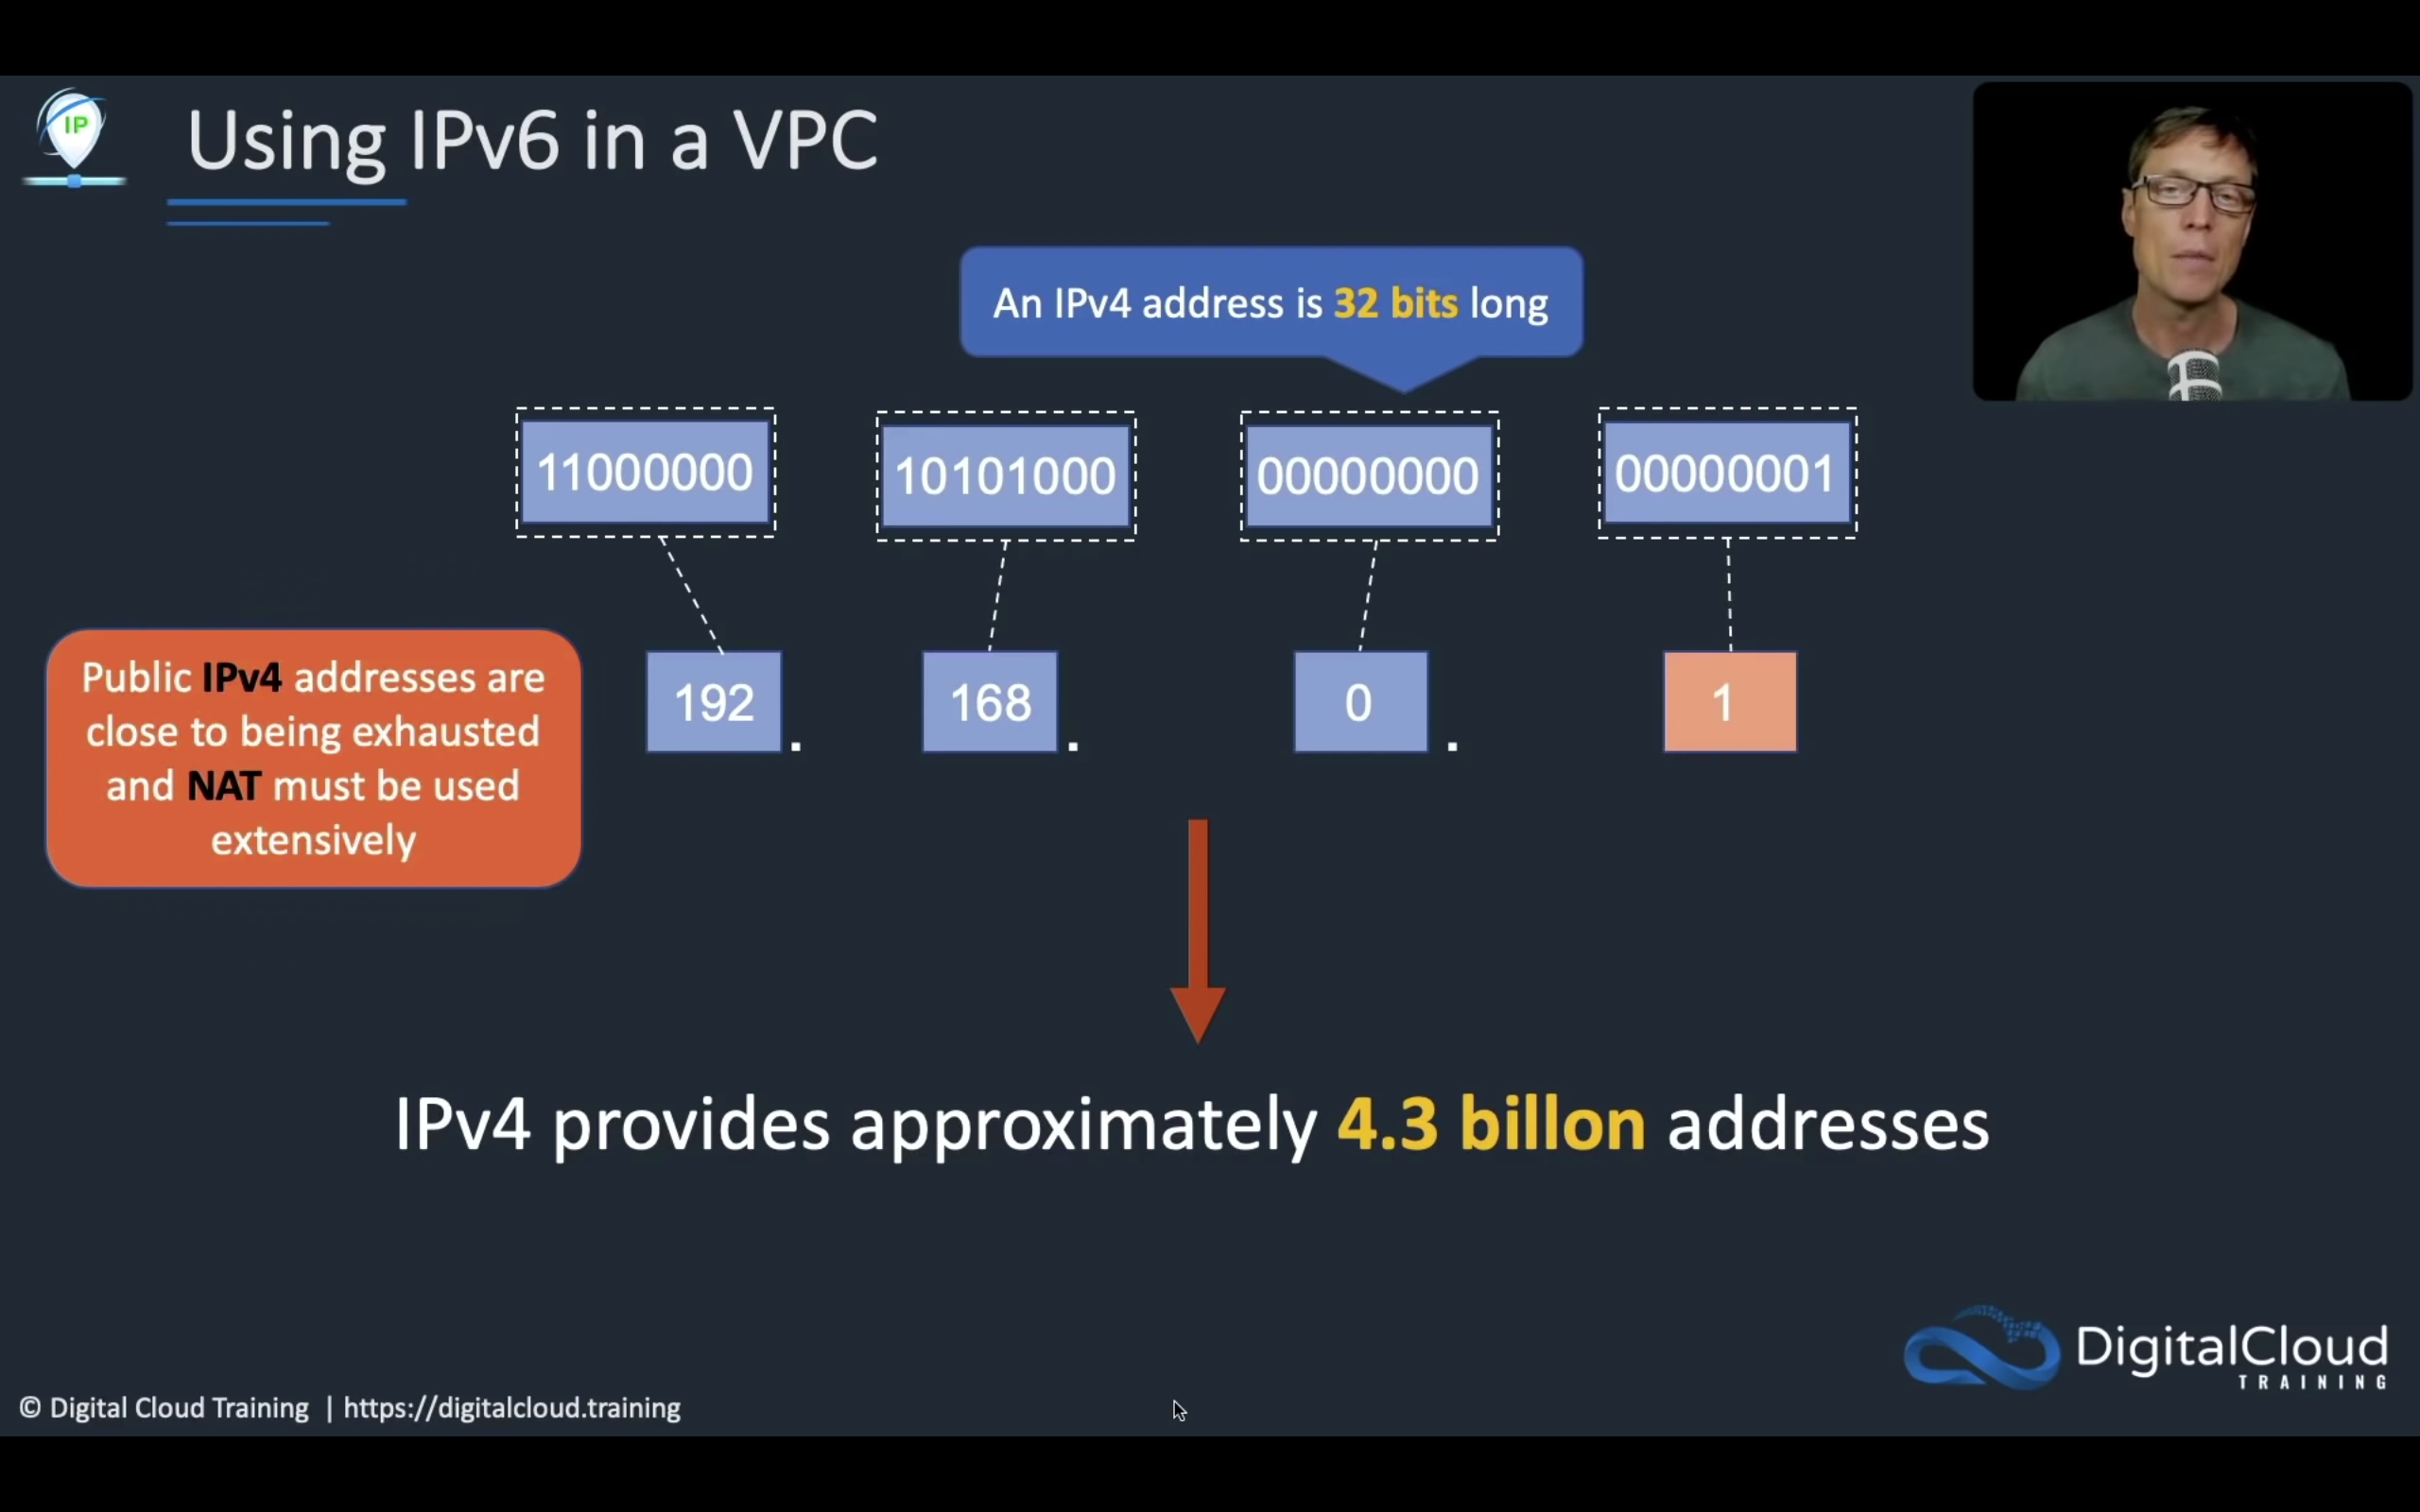 IP
Using IPv6 in a VPC
An IPv4 address is 32 bits long
11000000
10101000
00000000
00000001
Public IPv4 addresses are
close to being exhausted
and NAT must be used
extensively
192 . 168 . 0 . 1
IPv4 provides approximately 4.3 billon addresses
DigitalCloud
TRAINING
© Digital Cloud Training | https://digitalcloud.training